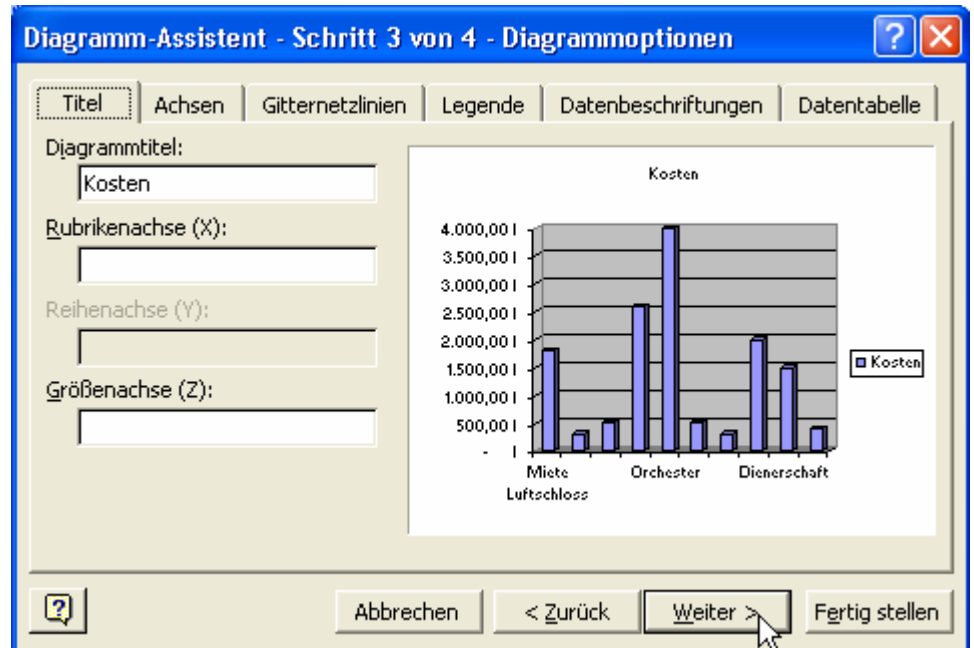 Diagramm-Assistent - Schritt 3 von 4 - Diagrammoptionen
Titel Achsen Gitternetzlinien Legende Datenbeschriftungen Datentabelle
Diagrammtitel:
Kosten
Rubrikenachse (X):
Reihenachse (Y):
Größenachse (Z):
Kosten
4.000,00 I
3.500,00 I
3.000,00 I
2.500,00 I
2.000,00 I
1.500,00 I
1.000,00 I
500,00 I
- I
Miete Orchester Dienerschaft
Luftschloss
Kosten
Abbrechen < Zurück Weiter > Fertig stellen